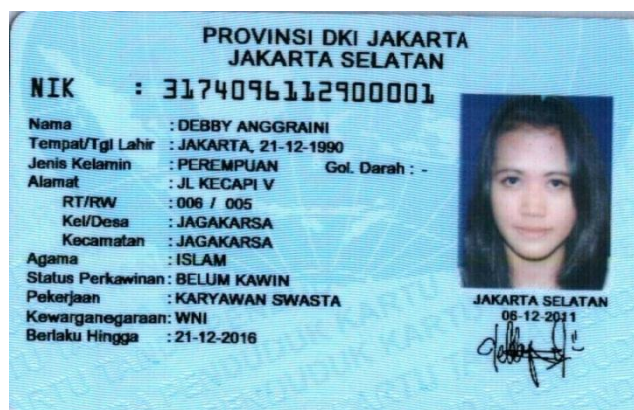 PROVINSI DKI JAKARTA
JAKARTA SELATAN
NIK : 3174096112900001
Nama : DEBBY ANGGRAINI
Tempat/Tgl Lahir : JAKARTA, 21-12-1990
Jenis Kelamin : PEREMPUAN Gol. Darah : -
Alamat : JL KECAPI V
RT/RW : 006 / 005
Kel/Desa : JAGAKARSA
Kecamatan : JAGAKARSA
Agama : ISLAM
Status Perkawinan : BELUM KAWIN
Pekerjaan : KARYAWAN SWASTA
Kewarganegaraan : WNI
Berlaku Hingga : 21-12-2016
JAKARTA SELATAN
06-12-2011